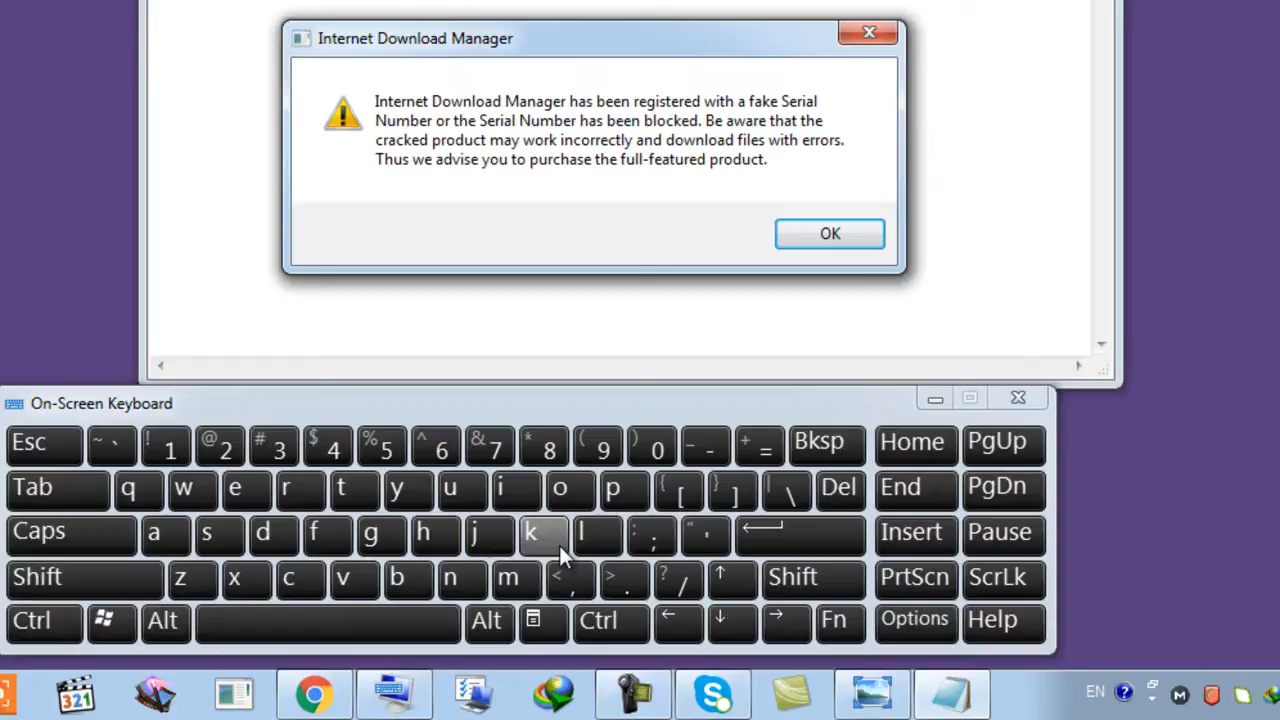 Internet Download Manager
Internet Download Manager has been registered with a fake Serial
Number or the Serial Number has been blocked. Be aware that the
cracked product may work incorrectly and download files with errors.
Thus we advise you to purchase the full-featured product.
OK
On-Screen Keyboard
Esc ~ ` ! 1 @ 2 # 3 $ 4 % 5 ^ 6 & 7 * 8 ( 9 ) 0 _ - + = Bksp Home PgUp
Tab q w e r t y u i o p { [ } ] | \ Del End PgDn
Caps a s d f g h j k l : ; " ' Insert Pause
Shift z x c v b n m < , > . ? / ↑ Shift PrtScn ScrLk
Ctrl Alt Alt Ctrl ← ↓ → Fn Options Help
321 EN ? M